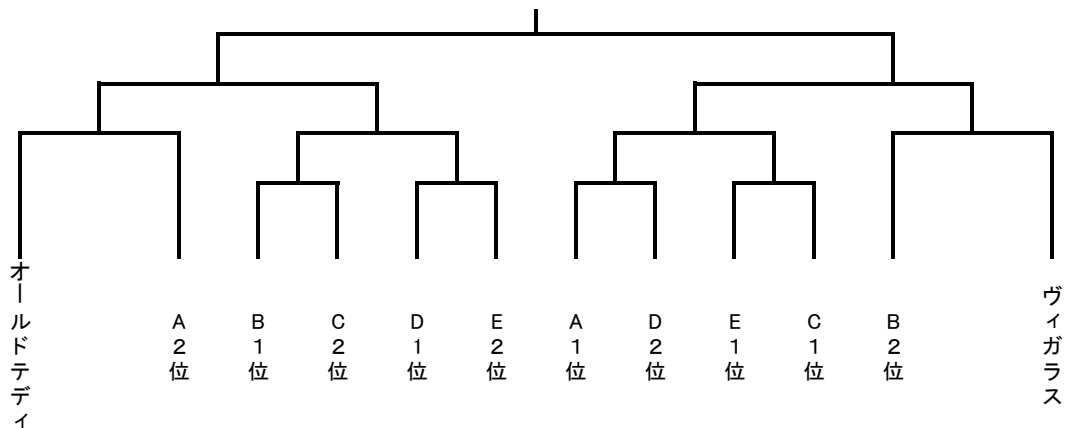 オールドテディ
A2位
B1位
C2位
D1位
E2位
A1位
D2位
E1位
C1位
B2位
ヴィガラス